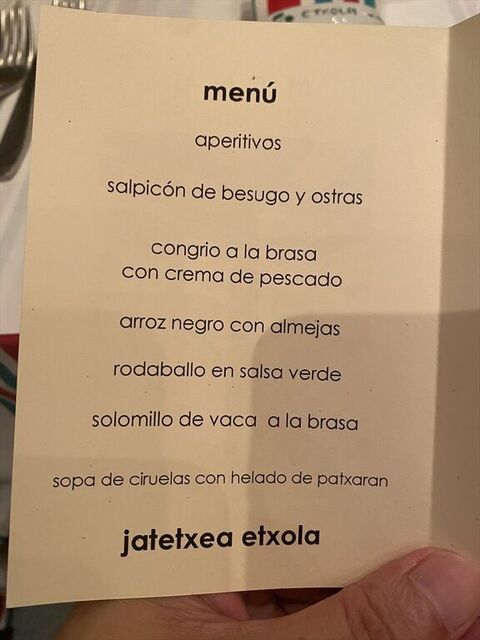 ETXOLA
menú
aperitivos
salpicón de besugo y ostras
congrio a la brasa
con crema de pescado
arroz negro con almejas
rodaballo en salsa verde
solomillo de vaca a la brasa
sopa de ciruelas con helado de patxaran
jatetxea etxola